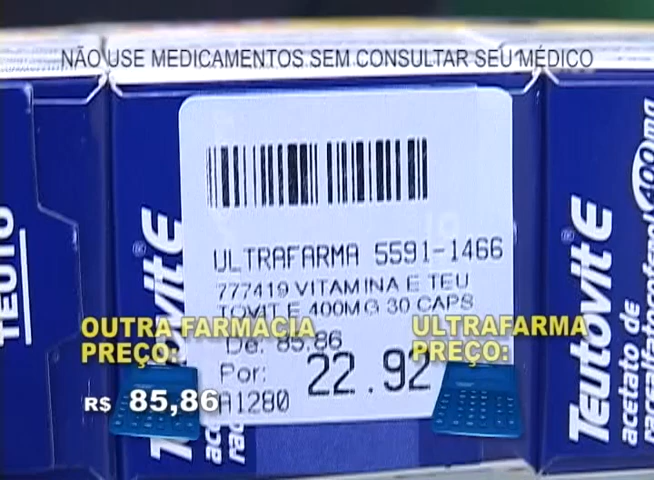 NÃO USE MEDICAMENTOS SEM CONSULTAR SEU MÉDICO
TEUTO
Teutovit E
ULTRAFARMA 5591-1466
777419 VITAMINA E TEU
TOVIT E 400MG 30 CAPS
De: 85.86
Por: 22.92
A1280
OUTRA FARMÁCIA
PREÇO:
R$ 85,86
ULTRAFARMA
PREÇO:
Teutovit E
®
400mg
acetato de